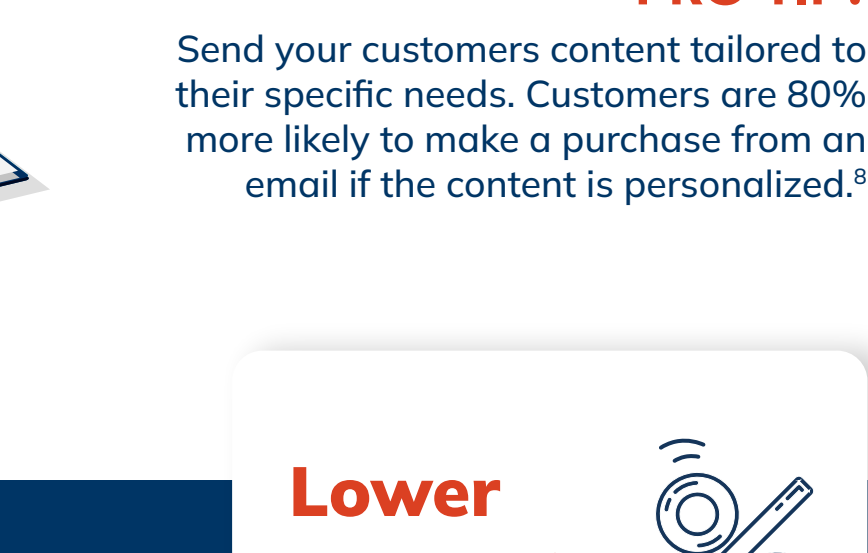 Send your customers content tailored to
their specific needs. Customers are 80%
more likely to make a purchase from an
email if the content is personalized.⁸
Lower